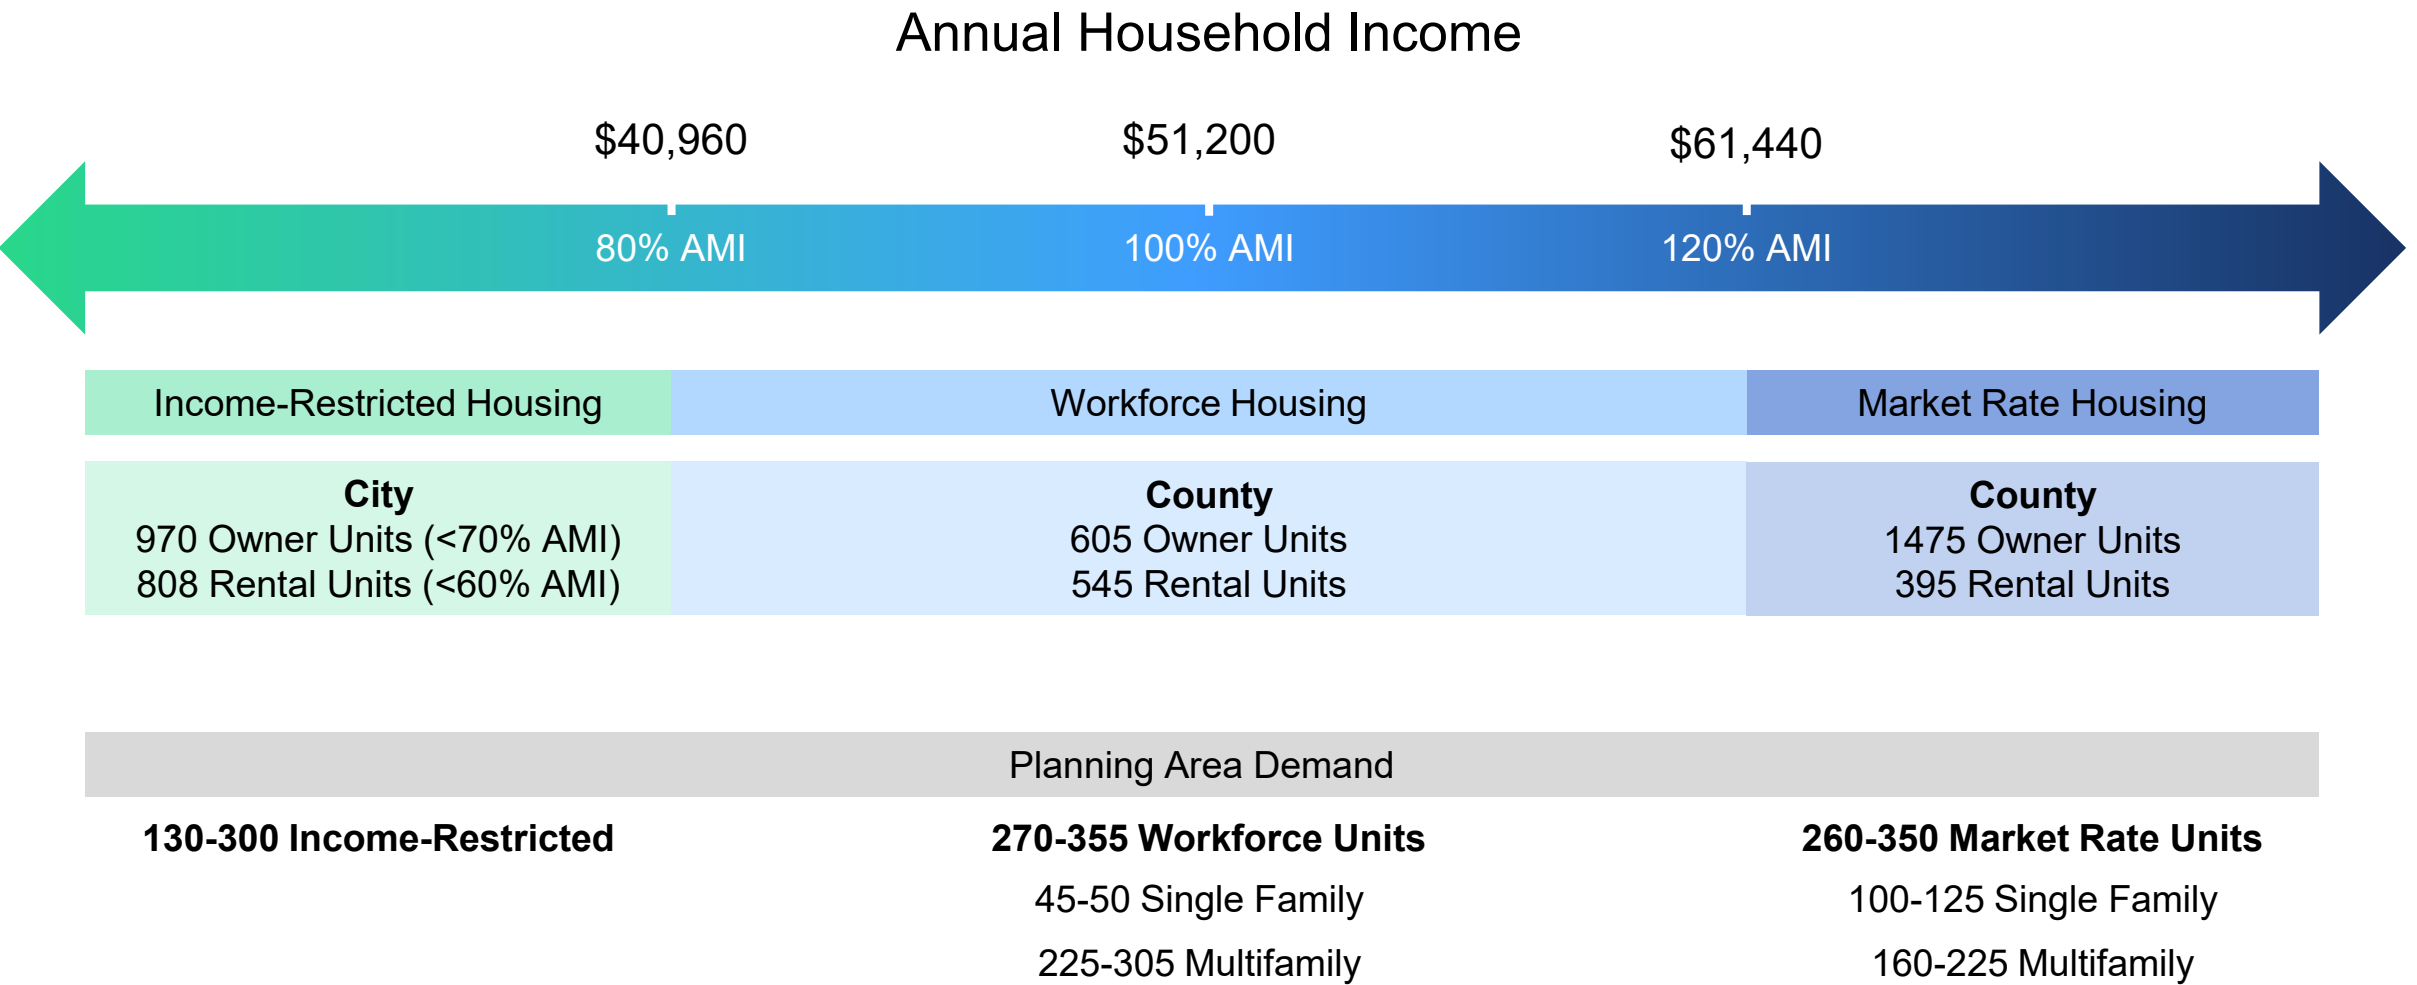 Annual Household Income
$40,960
$51,200
$61,440
80% AMI
100% AMI
120% AMI
Income-Restricted Housing
Workforce Housing
Market Rate Housing
City
970 Owner Units (<70% AMI)
808 Rental Units (<60% AMI)
County
605 Owner Units
545 Rental Units
County
1475 Owner Units
395 Rental Units
Planning Area Demand
130-300 Income-Restricted
270-355 Workforce Units
45-50 Single Family
225-305 Multifamily
260-350 Market Rate Units
100-125 Single Family
160-225 Multifamily